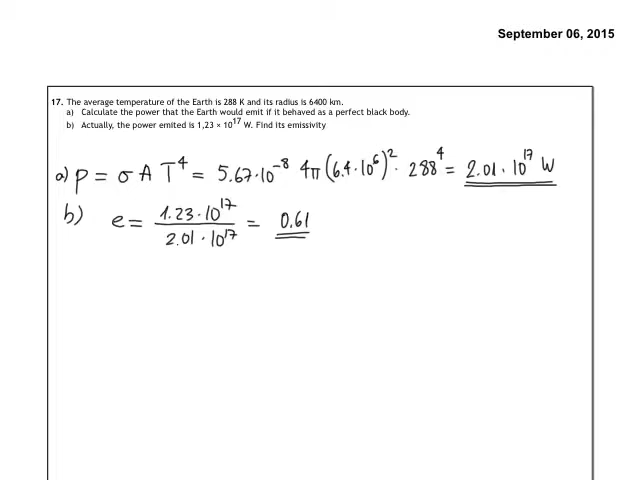 September 06, 2015
17. The average temperature of the Earth is 288 K and its radius is 6400 km.
a) Calculate the power that the Earth would emit if it behaved as a perfect black body.
b) Actually, the power emited is 1,23 × 10^17 W. Find its emissivity
a) P = σ A T^4 = 5.67·10^-8 4π(6.4·10^6)^2 · 288^4 = 2.01·10^17 W
b) e = 1.23·10^17 / 2.01·10^17 = 0.61